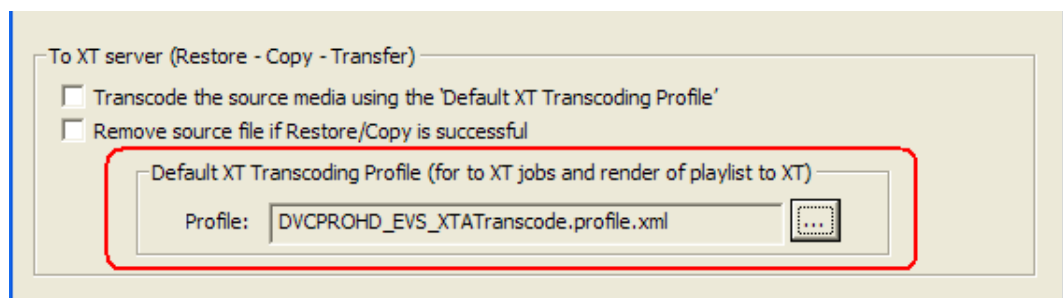 To XT server (Restore - Copy - Transfer)
Transcode the source media using the 'Default XT Transcoding Profile'
Remove source file if Restore/Copy is successful
Default XT Transcoding Profile (for to XT jobs and render of playlist to XT)
Profile: DVCPROHD_EVS_XTATranscode.profile.xml ...